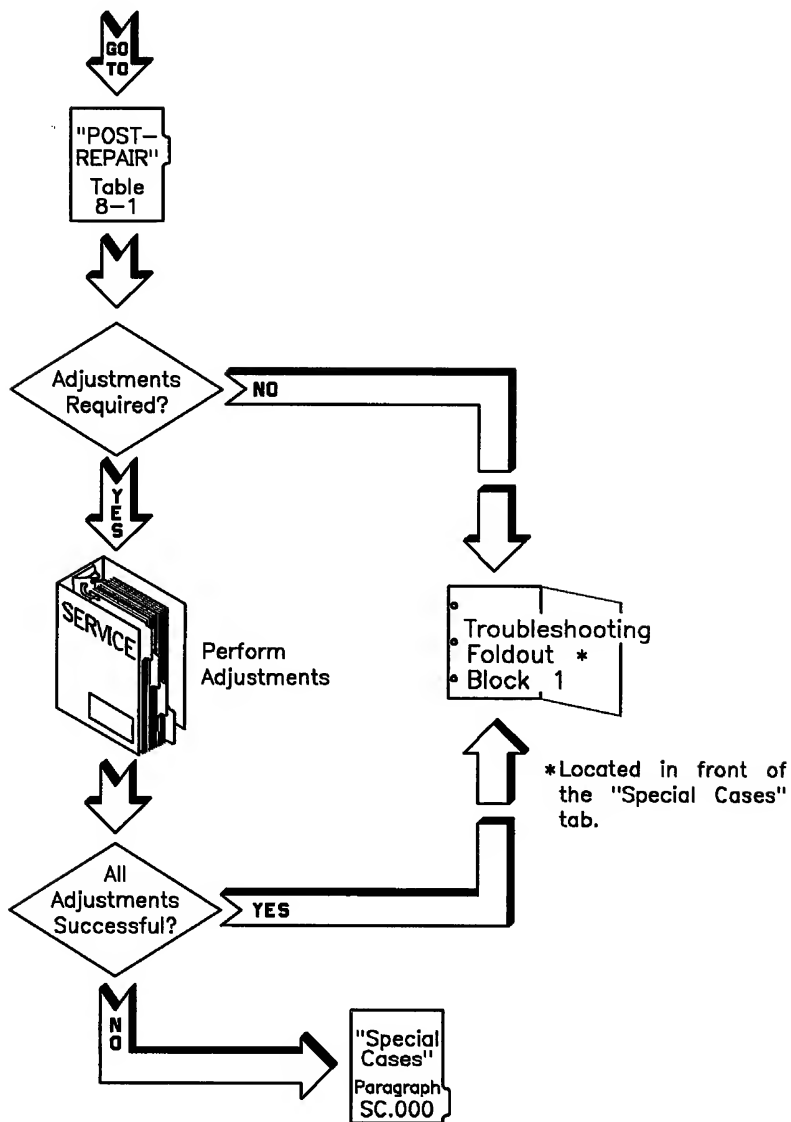 GO
TO
"POST-
REPAIR"
Table
8-1
Adjustments
Required?
NO
YES
SERVICE
Perform
Adjustments
Troubleshooting
Foldout *
Block 1
*Located in front of
the "Special Cases"
tab.
All
Adjustments
Successful?
YES
NO
"Special
Cases"
Paragraph
SC.000